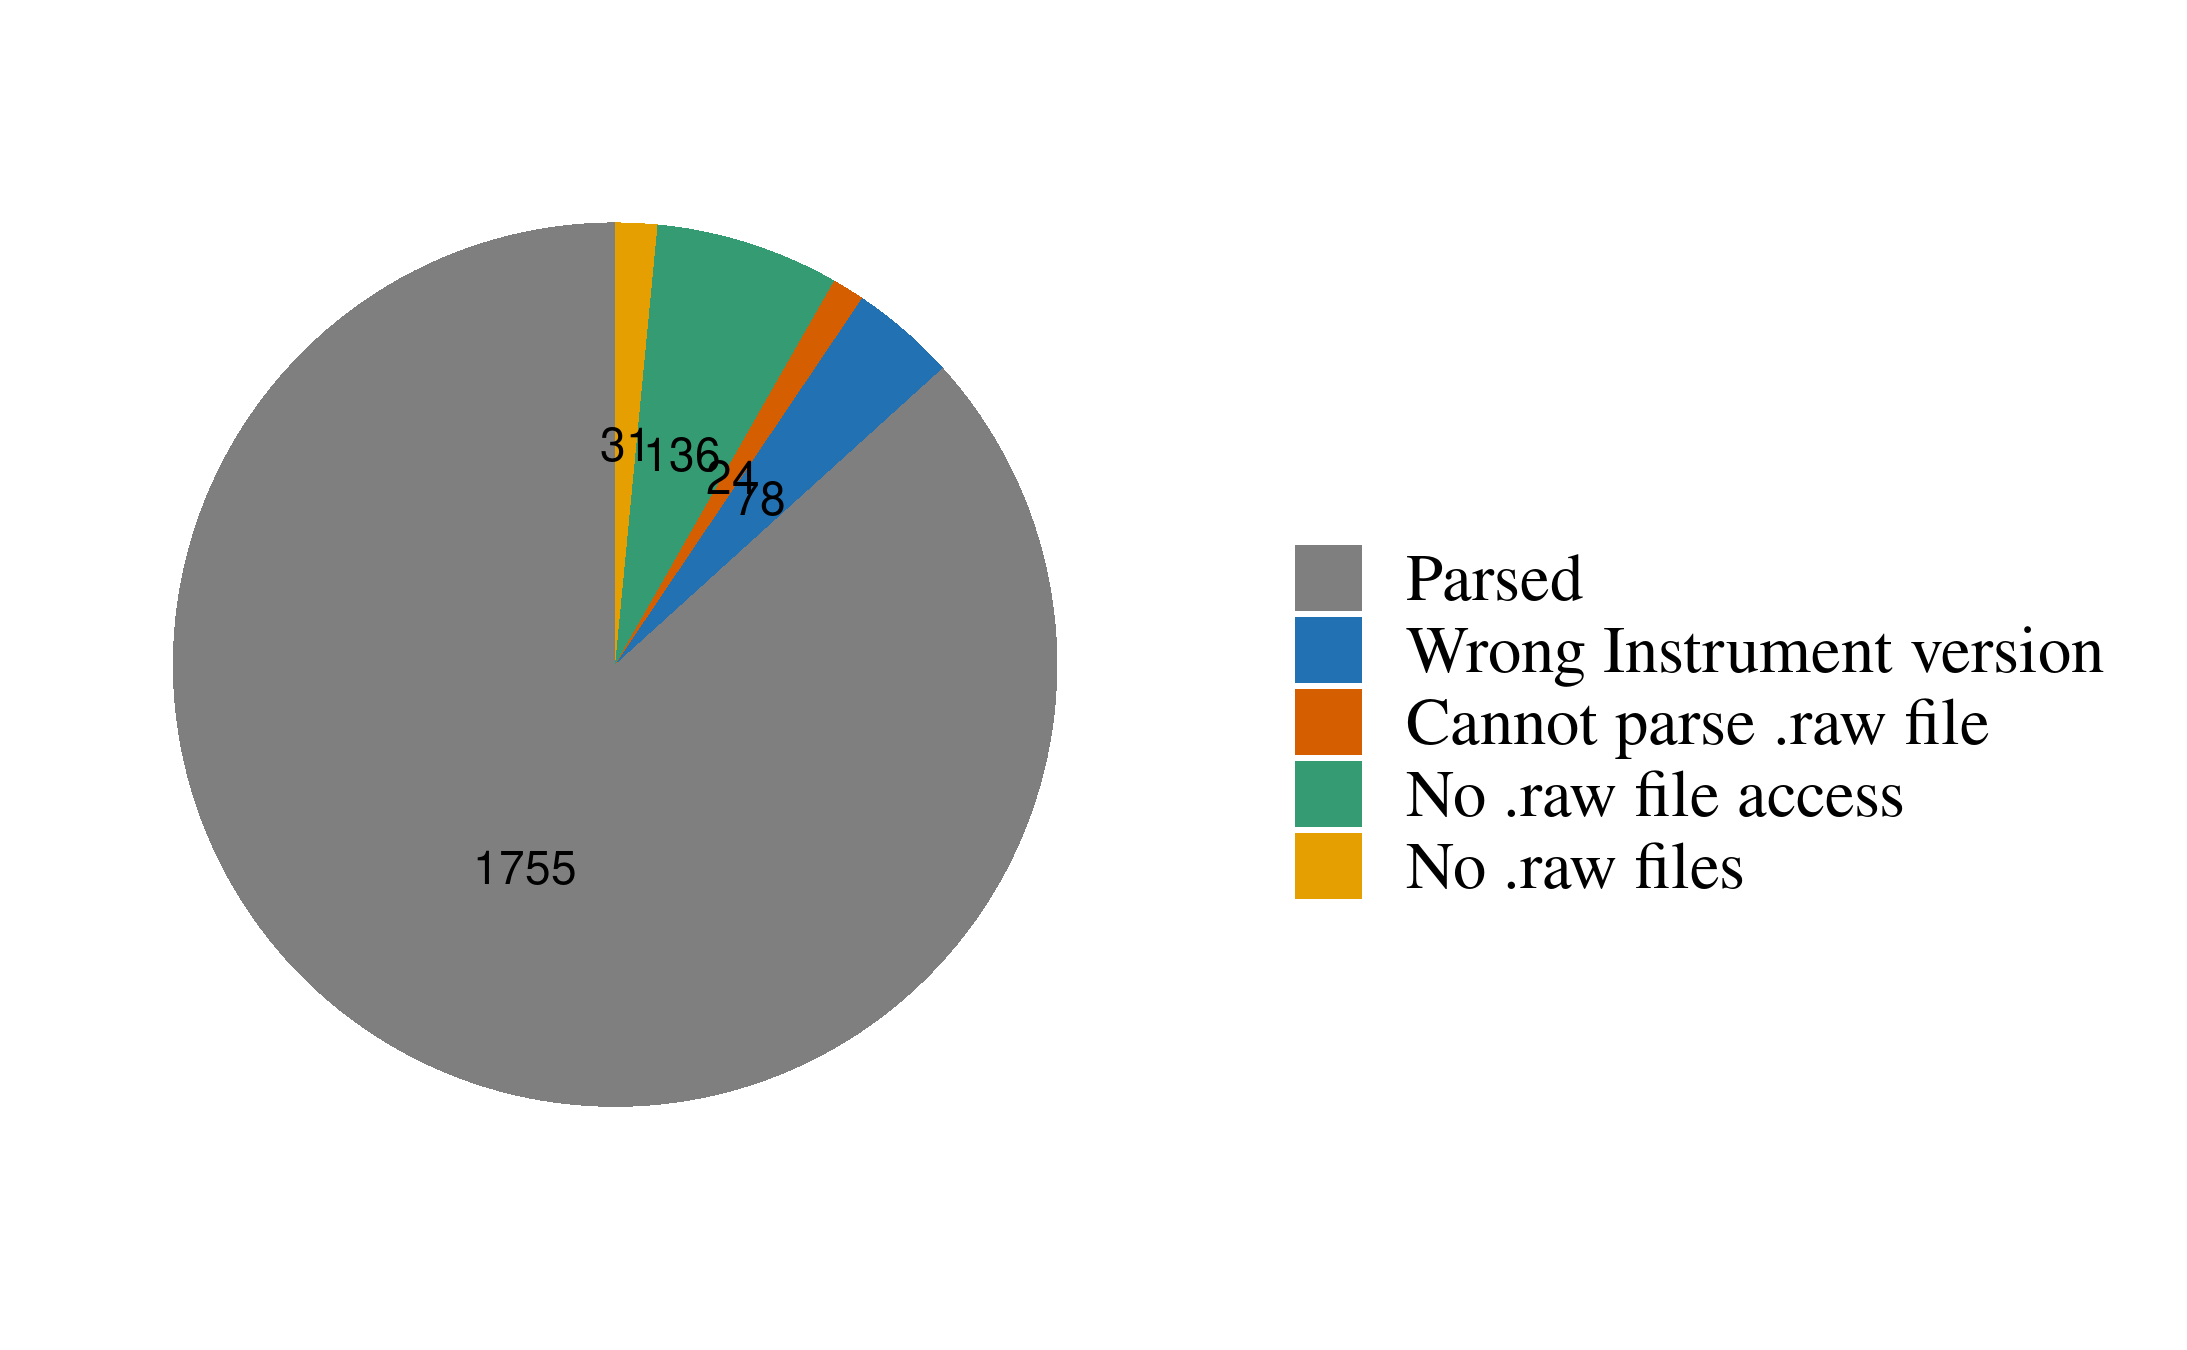 31
136
24
78
1755
Parsed
Wrong Instrument version
Cannot parse .raw file
No .raw file access
No .raw files